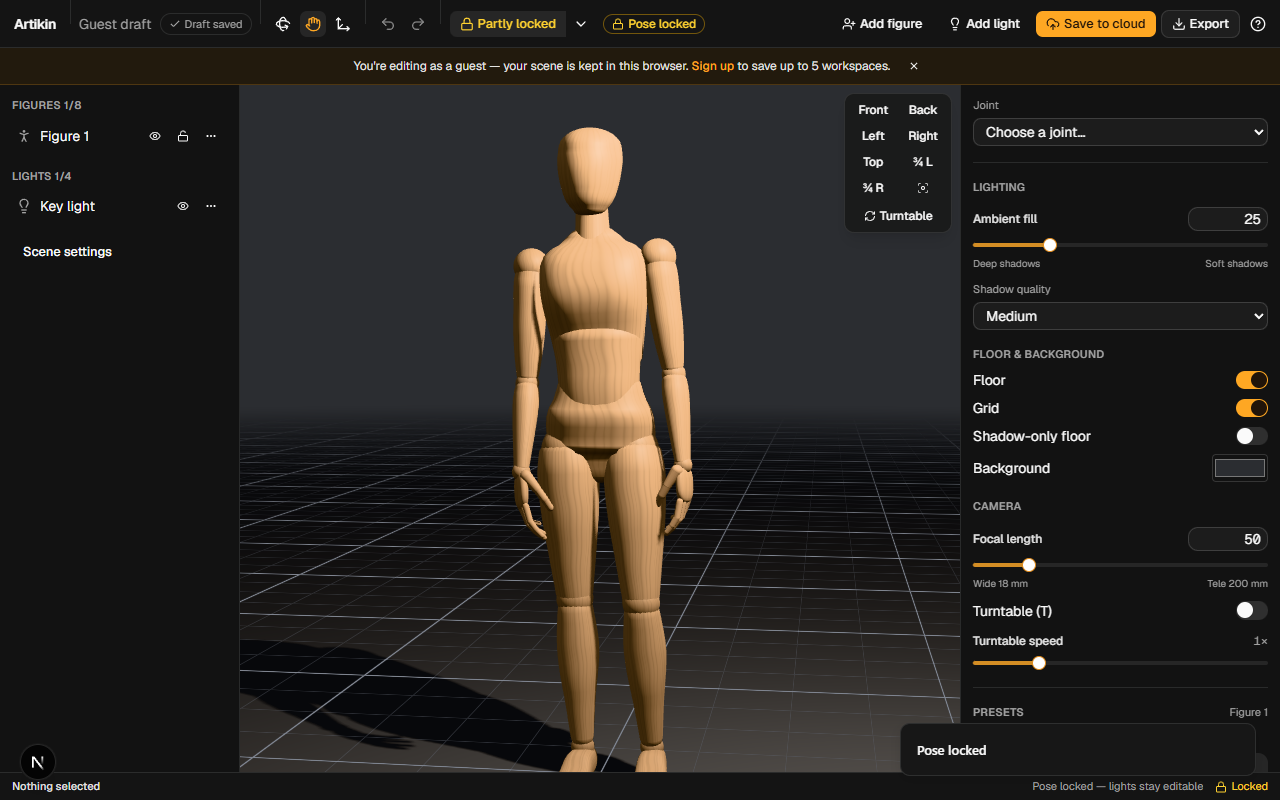 Artikin
Guest draft
Draft saved
Partly locked
Pose locked
Add figure
Add light
Save to cloud
Export
You're editing as a guest — your scene is kept in this browser. Sign up to save up to 5 workspaces.
FIGURES 1/8
Figure 1
LIGHTS 1/4
Key light
Scene settings
Front Back
Left Right
Top ¾ L
¾ R
Turntable
Joint
Choose a joint...
LIGHTING
Ambient fill 25
Deep shadows Soft shadows
Shadow quality
Medium
FLOOR & BACKGROUND
Floor
Grid
Shadow-only floor
Background
CAMERA
Focal length 50
Wide 18 mm Tele 200 mm
Turntable (T)
Turntable speed 1×
PRESETS Figure 1
Pose locked
N
Nothing selected
Pose locked — lights stay editable
Locked